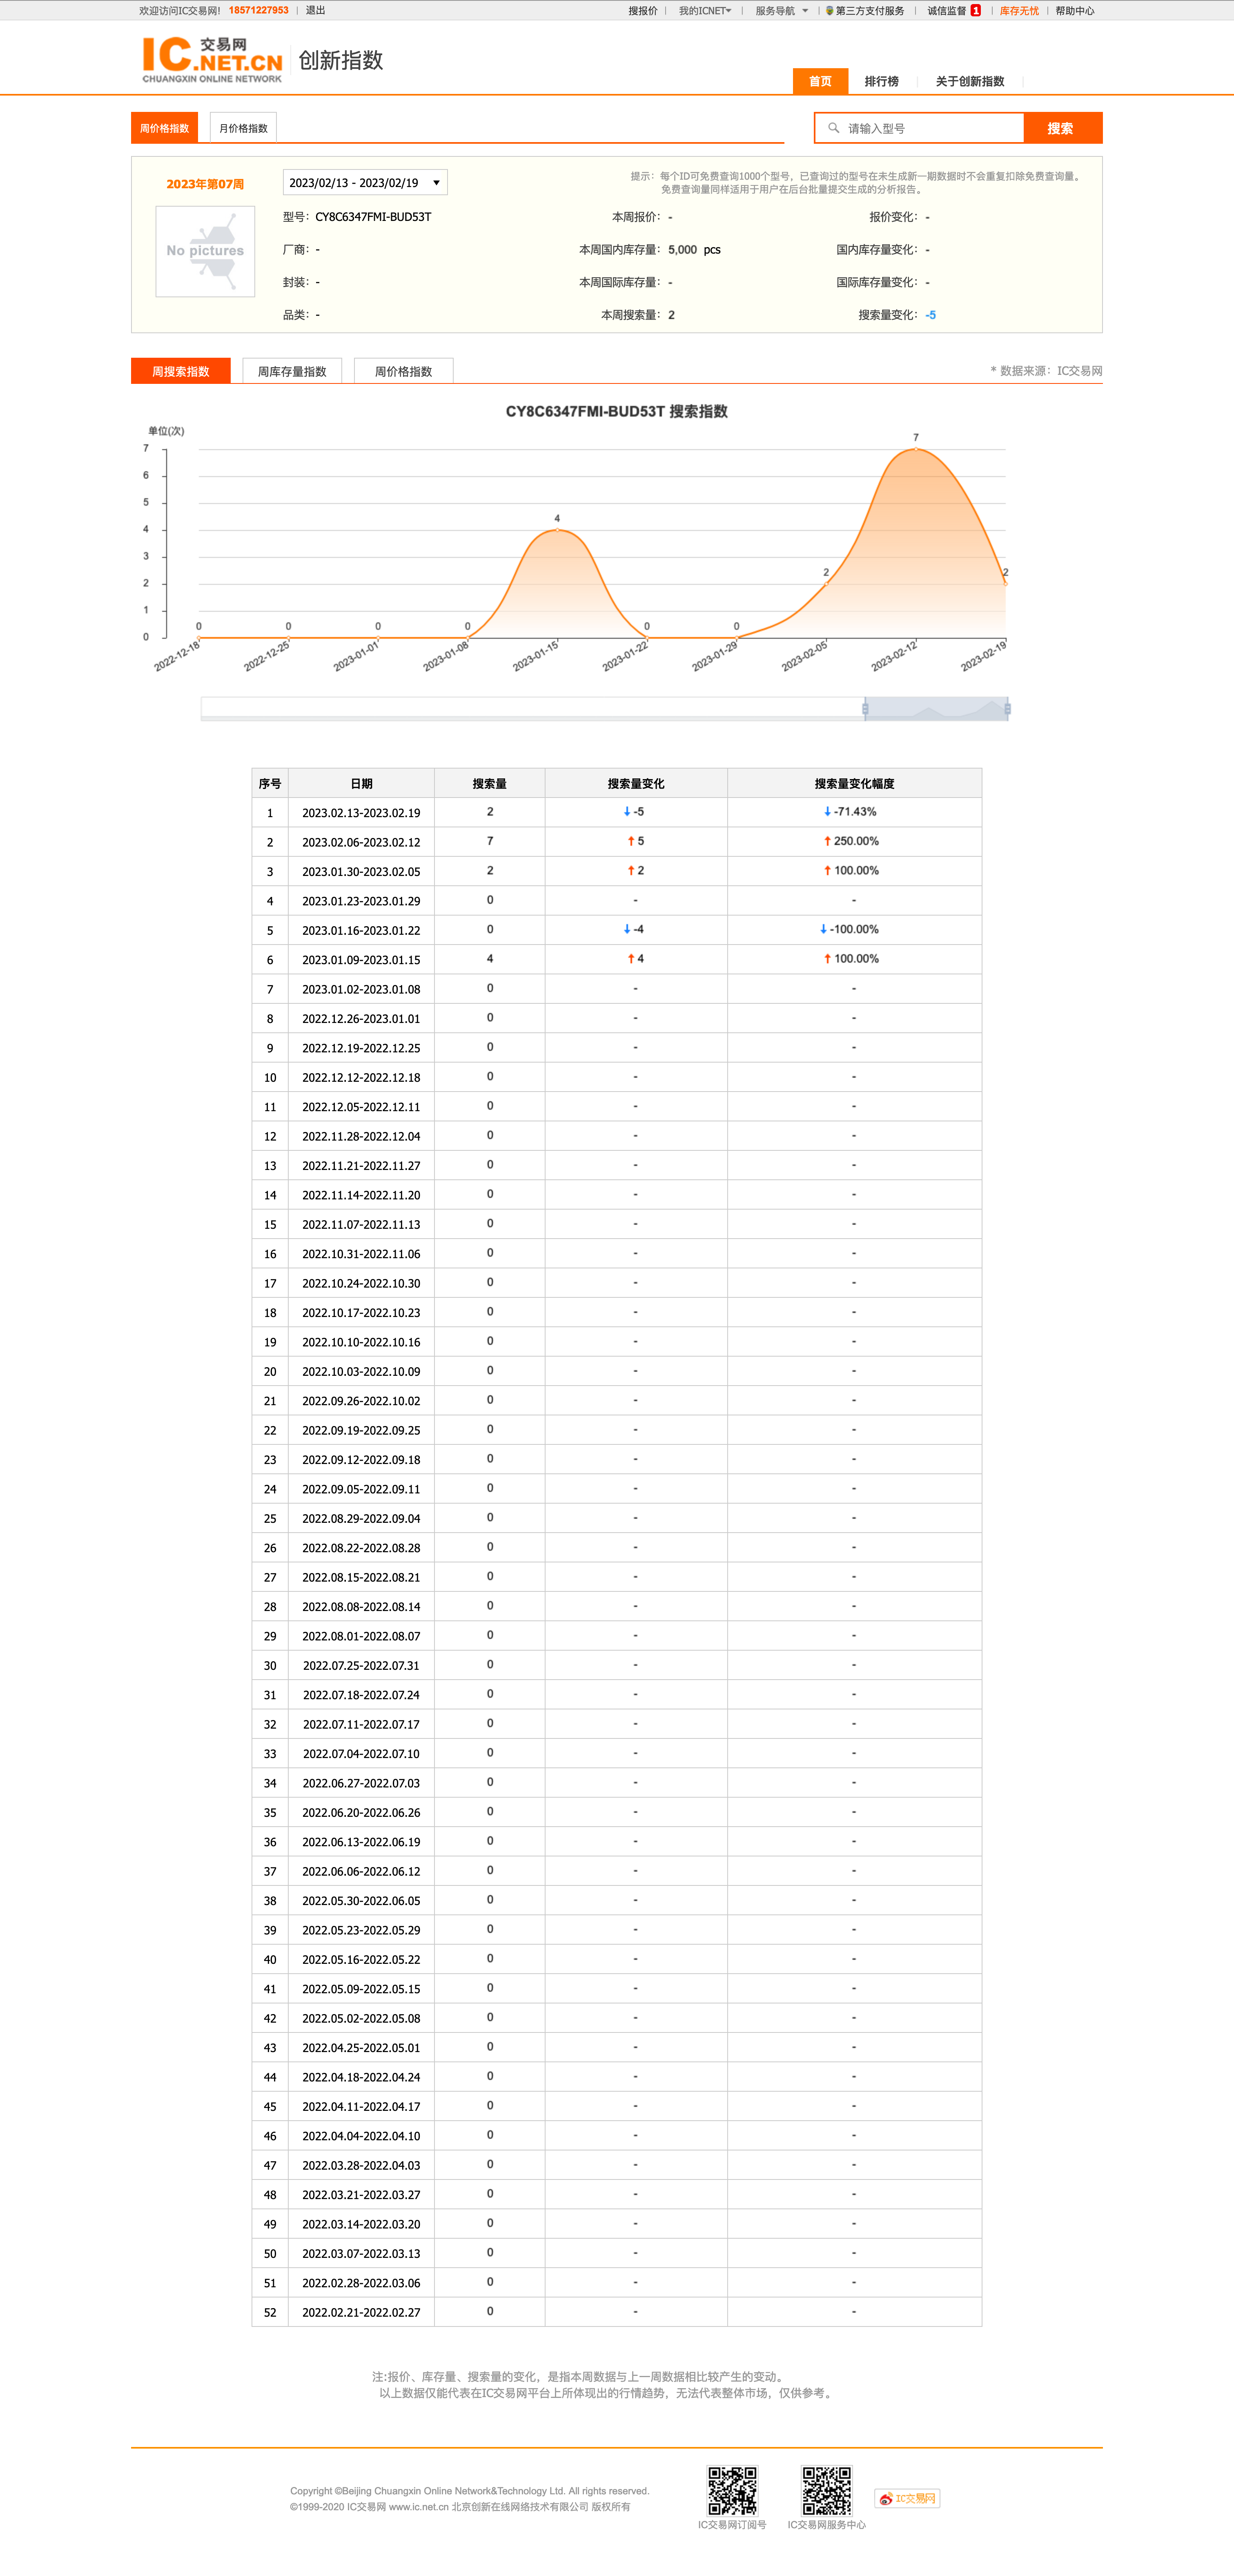 欢迎访问IC交易网! 18571227953 退出 搜报价 我的ICNET 服务导航 第三方支付服务 诚信监督 1 库存无忧 帮助中心
IC 交易网
.NET.CN
CHUANGXIN ONLINE NETWORK
创新指数
首页 排行榜 关于创新指数
周价格指数 月价格指数 请输入型号 搜索
2023年第07周 2023/02/13 - 2023/02/19
提示：每个ID可免费查询1000个型号，已查询过的型号在未生成新一期数据时不会重复扣除免费查询量。
免费查询量同样适用于用户在后台批量提交生成的分析报告。
No pictures
型号：CY8C6347FMI-BUD53T 本周报价：- 报价变化：-
厂商：- 本周国内库存量：5,000 pcs 国内库存量变化：-
封装：- 本周国际库存量：- 国际库存量变化：-
品类：- 本周搜索量：2 搜索量变化：-5
周搜索指数 周库存量指数 周价格指数 * 数据来源：IC交易网
CY8C6347FMI-BUD53T 搜索指数
单位(次)
7
6
5
4
3
2
1
0
0 0 0 0 4 0 0 2 7 2
2022-12-18 2022-12-25 2023-01-01 2023-01-08 2023-01-15 2023-01-22 2023-01-29 2023-02-05 2023-02-12 2023-02-19
序号 日期 搜索量 搜索量变化 搜索量变化幅度
1 2023.02.13-2023.02.19 2 ↓-5 ↓-71.43%
2 2023.02.06-2023.02.12 7 ↑5 ↑250.00%
3 2023.01.30-2023.02.05 2 ↑2 ↑100.00%
4 2023.01.23-2023.01.29 0 - -
5 2023.01.16-2023.01.22 0 ↓-4 ↓-100.00%
6 2023.01.09-2023.01.15 4 ↑4 ↑100.00%
7 2023.01.02-2023.01.08 0 - -
8 2022.12.26-2023.01.01 0 - -
9 2022.12.19-2022.12.25 0 - -
10 2022.12.12-2022.12.18 0 - -
11 2022.12.05-2022.12.11 0 - -
12 2022.11.28-2022.12.04 0 - -
13 2022.11.21-2022.11.27 0 - -
14 2022.11.14-2022.11.20 0 - -
15 2022.11.07-2022.11.13 0 - -
16 2022.10.31-2022.11.06 0 - -
17 2022.10.24-2022.10.30 0 - -
18 2022.10.17-2022.10.23 0 - -
19 2022.10.10-2022.10.16 0 - -
20 2022.10.03-2022.10.09 0 - -
21 2022.09.26-2022.10.02 0 - -
22 2022.09.19-2022.09.25 0 - -
23 2022.09.12-2022.09.18 0 - -
24 2022.09.05-2022.09.11 0 - -
25 2022.08.29-2022.09.04 0 - -
26 2022.08.22-2022.08.28 0 - -
27 2022.08.15-2022.08.21 0 - -
28 2022.08.08-2022.08.14 0 - -
29 2022.08.01-2022.08.07 0 - -
30 2022.07.25-2022.07.31 0 - -
31 2022.07.18-2022.07.24 0 - -
32 2022.07.11-2022.07.17 0 - -
33 2022.07.04-2022.07.10 0 - -
34 2022.06.27-2022.07.03 0 - -
35 2022.06.20-2022.06.26 0 - -
36 2022.06.13-2022.06.19 0 - -
37 2022.06.06-2022.06.12 0 - -
38 2022.05.30-2022.06.05 0 - -
39 2022.05.23-2022.05.29 0 - -
40 2022.05.16-2022.05.22 0 - -
41 2022.05.09-2022.05.15 0 - -
42 2022.05.02-2022.05.08 0 - -
43 2022.04.25-2022.05.01 0 - -
44 2022.04.18-2022.04.24 0 - -
45 2022.04.11-2022.04.17 0 - -
46 2022.04.04-2022.04.10 0 - -
47 2022.03.28-2022.04.03 0 - -
48 2022.03.21-2022.03.27 0 - -
49 2022.03.14-2022.03.20 0 - -
50 2022.03.07-2022.03.13 0 - -
51 2022.02.28-2022.03.06 0 - -
52 2022.02.21-2022.02.27 0 - -
注:报价、库存量、搜索量的变化，是指本周数据与上一周数据相比较产生的变动。
以上数据仅能代表在IC交易网平台上所体现出的行情趋势，无法代表整体市场，仅供参考。
Copyright ©Beijing Chuangxin Online Network&Technology Ltd. All rights reserved.
©1999-2020 IC交易网 www.ic.net.cn 北京创新在线网络技术有限公司 版权所有
IC交易网订阅号 IC交易网服务中心 IC交易网